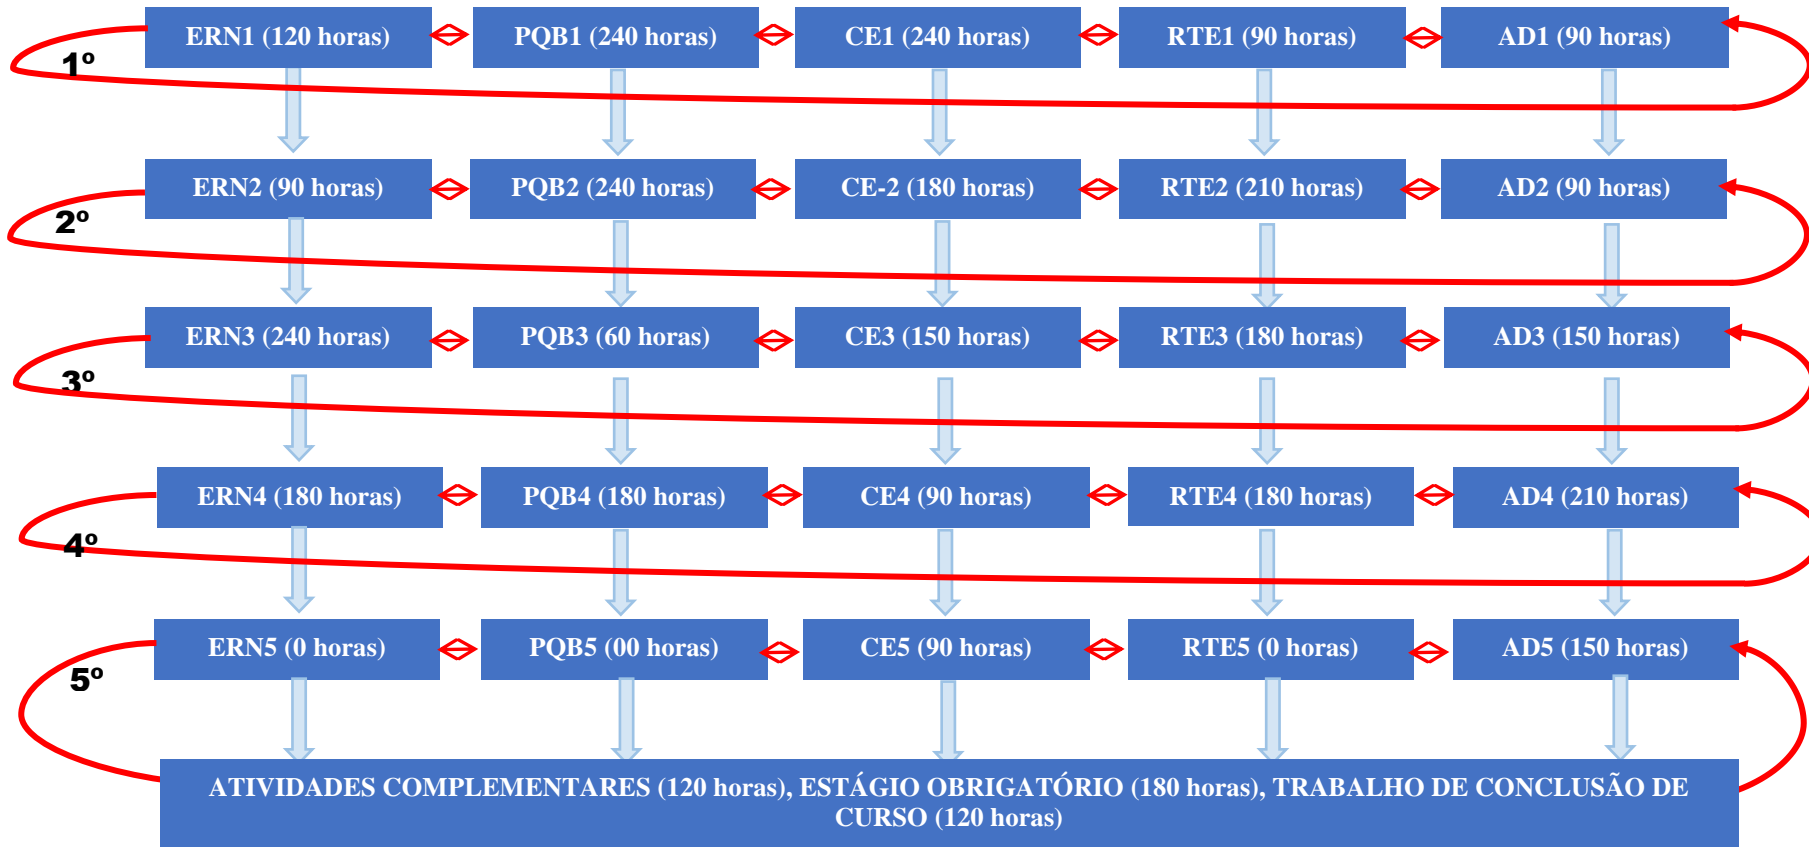 ERN1 (120 horas)
PQB1 (240 horas)
CE1 (240 horas)
RTE1 (90 horas)
AD1 (90 horas)
1º
ERN2 (90 horas)
PQB2 (240 horas)
CE-2 (180 horas)
RTE2 (210 horas)
AD2 (90 horas)
2º
ERN3 (240 horas)
PQB3 (60 horas)
CE3 (150 horas)
RTE3 (180 horas)
AD3 (150 horas)
3º
ERN4 (180 horas)
PQB4 (180 horas)
CE4 (90 horas)
RTE4 (180 horas)
AD4 (210 horas)
4º
ERN5 (0 horas)
PQB5 (00 horas)
CE5 (90 horas)
RTE5 (0 horas)
AD5 (150 horas)
5º
ATIVIDADES COMPLEMENTARES (120 horas), ESTÁGIO OBRIGATÓRIO (180 horas), TRABALHO DE CONCLUSÃO DE
CURSO (120 horas)